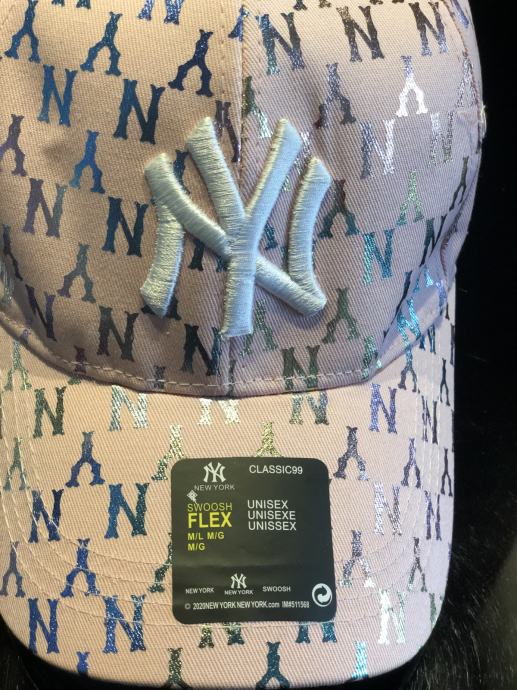 NY
NY
CLASSIC99
NEW YORK
SWOOSH
FLEX
M/L M/G
M/G
UNISEX
UNISEXE
UNISSEX
NY
NEW YORK
NEW YORK
SWOOSH
© 2020NEW YORK NEW YORK.com IM#511568